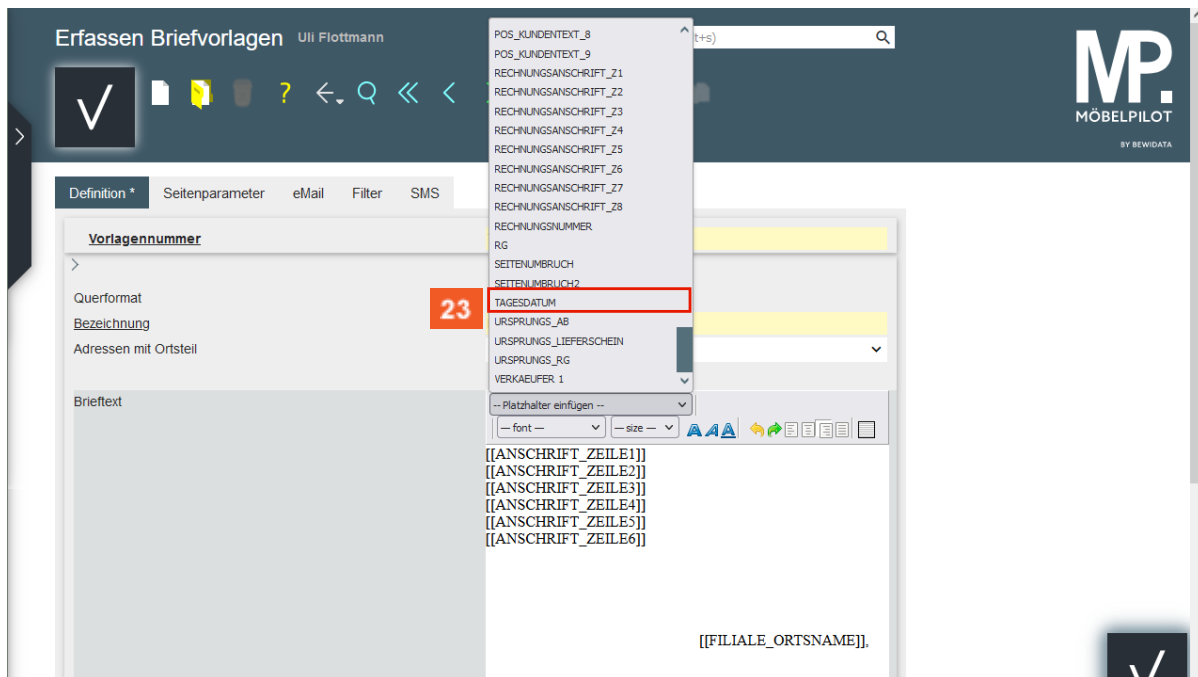 Erfassen Briefvorlagen Uli Flottmann
t+s)
MP.
MÖBELPILOT
BY BEWIDATA
?
POS_KUNDENTEXT_8
POS_KUNDENTEXT_9
RECHNUNGSANSCHRIFT_Z1
RECHNUNGSANSCHRIFT_Z2
RECHNUNGSANSCHRIFT_Z3
RECHNUNGSANSCHRIFT_Z4
RECHNUNGSANSCHRIFT_Z5
RECHNUNGSANSCHRIFT_Z6
RECHNUNGSANSCHRIFT_Z7
RECHNUNGSANSCHRIFT_Z8
RECHNUNGSNUMMER
RG
SEITENUMBRUCH
SEITENUMBRUCH2
TAGESDATUM
URSPRUNGS_AB
URSPRUNGS_LIEFERSCHEIN
URSPRUNGS_RG
VERKAEUFER 1
Definition * Seitenparameter eMail Filter SMS
Vorlagennummer
Querformat
23
Bezeichnung
Adressen mit Ortsteil
Brieftext
-- Platzhalter einfügen --
— font — — size — A A A
[[ANSCHRIFT_ZEILE1]]
[[ANSCHRIFT_ZEILE2]]
[[ANSCHRIFT_ZEILE3]]
[[ANSCHRIFT_ZEILE4]]
[[ANSCHRIFT_ZEILE5]]
[[ANSCHRIFT_ZEILE6]]
[[FILIALE_ORTSNAME]],